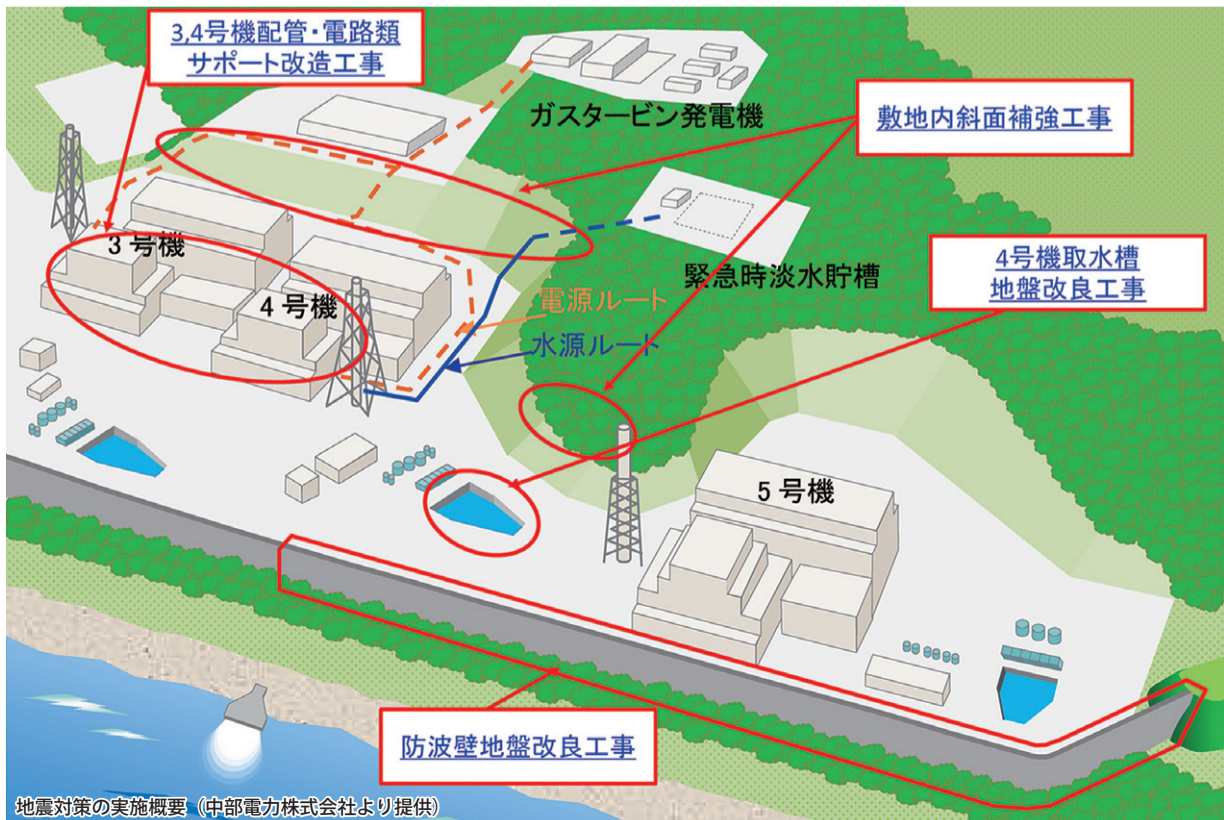 3,4号機配管・電路類
サポート改造工事
ガスタービン発電機
敷地内斜面補強工事
3号機
4号機
緊急時淡水貯槽
4号機取水槽
地盤改良工事
電源ルート
水源ルート
5号機
防波壁地盤改良工事
地震対策の実施概要（中部電力株式会社より提供）